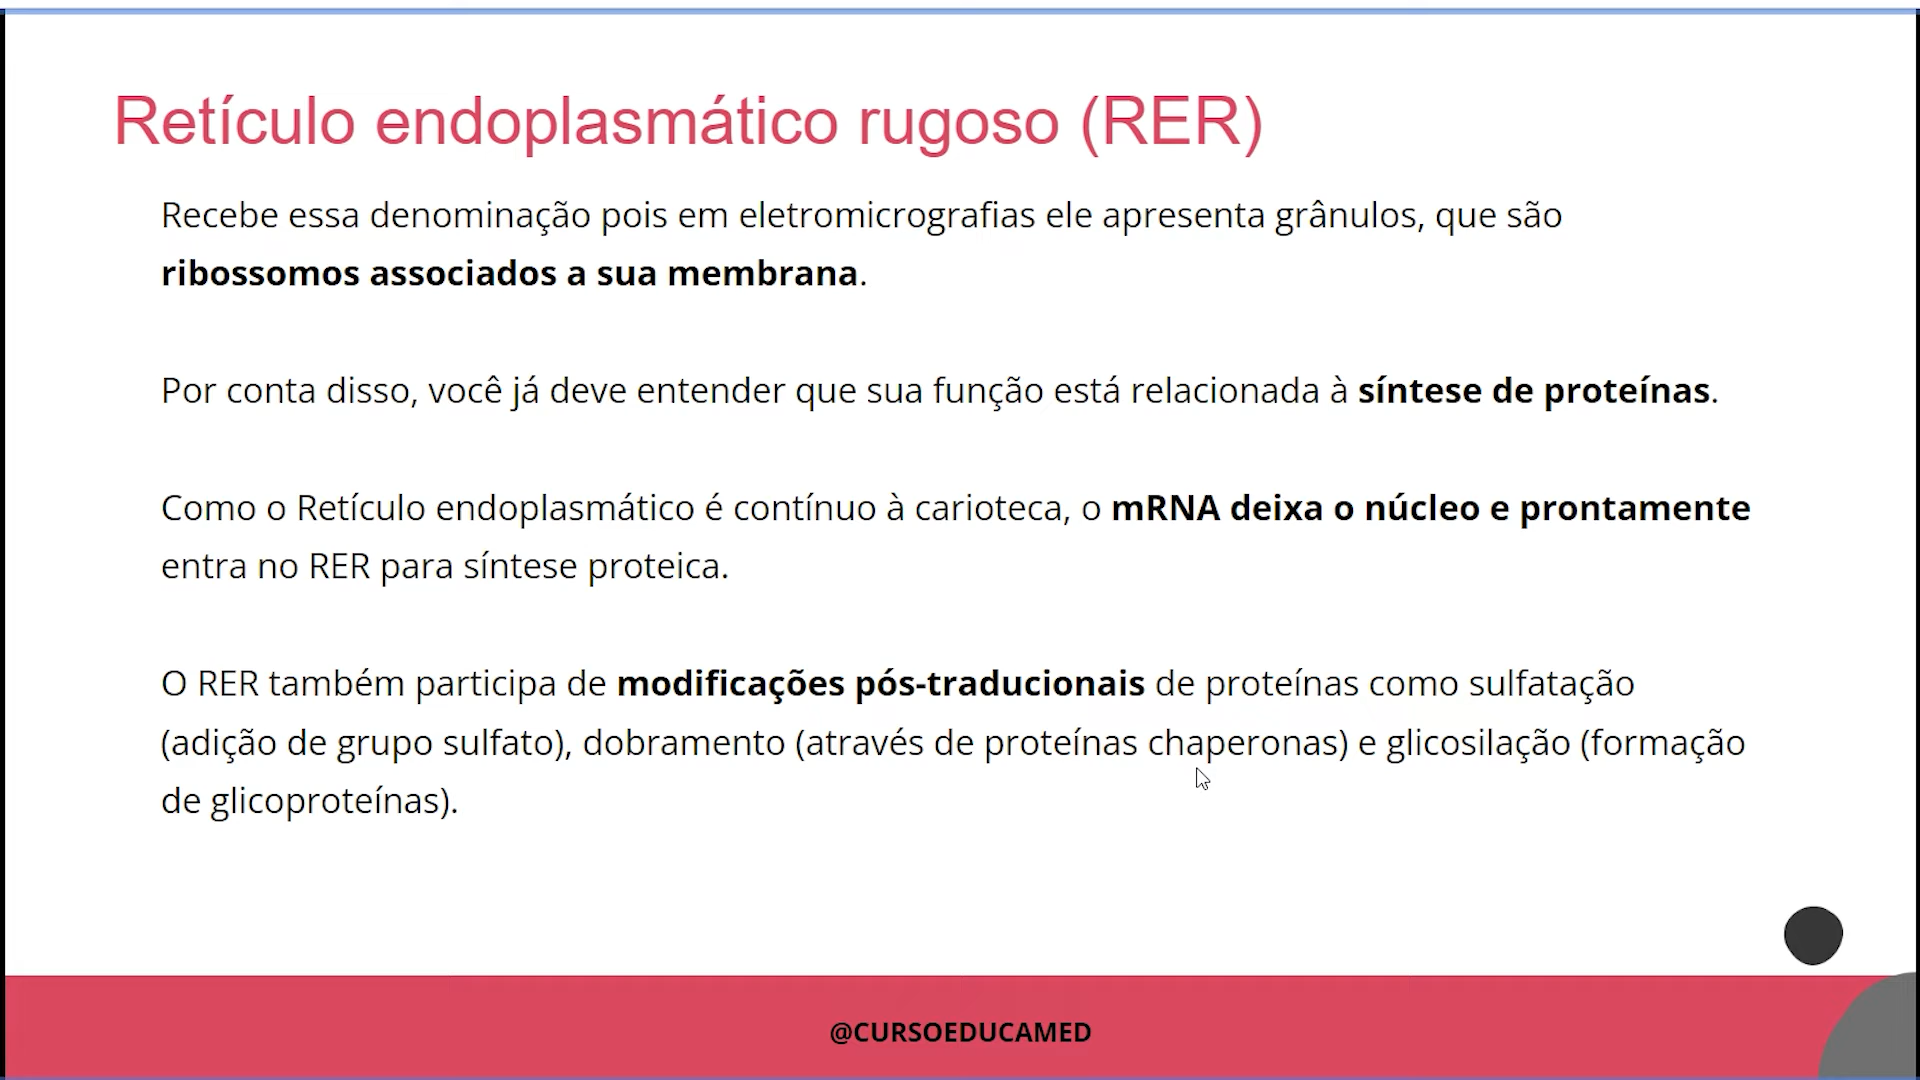 Retículo endoplasmático rugoso (RER)
Recebe essa denominação pois em eletromicrografias ele apresenta grânulos, que são
ribossomos associados a sua membrana.
Por conta disso, você já deve entender que sua função está relacionada à síntese de proteínas.
Como o Retículo endoplasmático é contínuo à carioteca, o mRNA deixa o núcleo e prontamente
entra no RER para síntese proteica.
O RER também participa de modificações pós-traducionais de proteínas como sulfatação
(adição de grupo sulfato), dobramento (através de proteínas chaperonas) e glicosilação (formação
de glicoproteínas).
@CURSOEDUCAMED